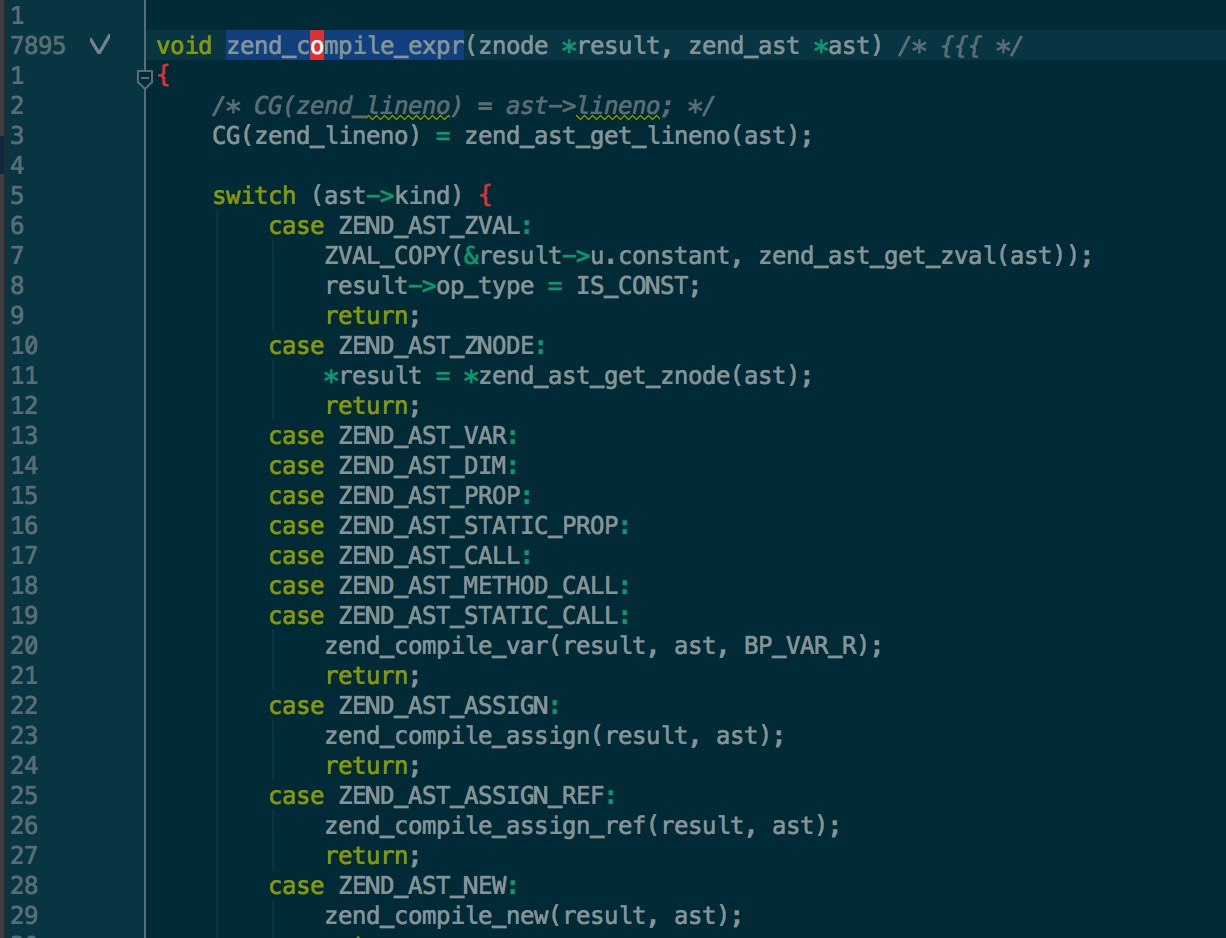 1
7895 void zend_compile_expr(znode *result, zend_ast *ast) /* {{{ */
1 {
2 /* CG(zend_lineno) = ast->lineno; */
3 CG(zend_lineno) = zend_ast_get_lineno(ast);
4
5 switch (ast->kind) {
6 case ZEND_AST_ZVAL:
7 ZVAL_COPY(&result->u.constant, zend_ast_get_zval(ast));
8 result->op_type = IS_CONST;
9 return;
10 case ZEND_AST_ZNODE:
11 *result = *zend_ast_get_znode(ast);
12 return;
13 case ZEND_AST_VAR:
14 case ZEND_AST_DIM:
15 case ZEND_AST_PROP:
16 case ZEND_AST_STATIC_PROP:
17 case ZEND_AST_CALL:
18 case ZEND_AST_METHOD_CALL:
19 case ZEND_AST_STATIC_CALL:
20 zend_compile_var(result, ast, BP_VAR_R);
21 return;
22 case ZEND_AST_ASSIGN:
23 zend_compile_assign(result, ast);
24 return;
25 case ZEND_AST_ASSIGN_REF:
26 zend_compile_assign_ref(result, ast);
27 return;
28 case ZEND_AST_NEW:
29 zend_compile_new(result, ast);